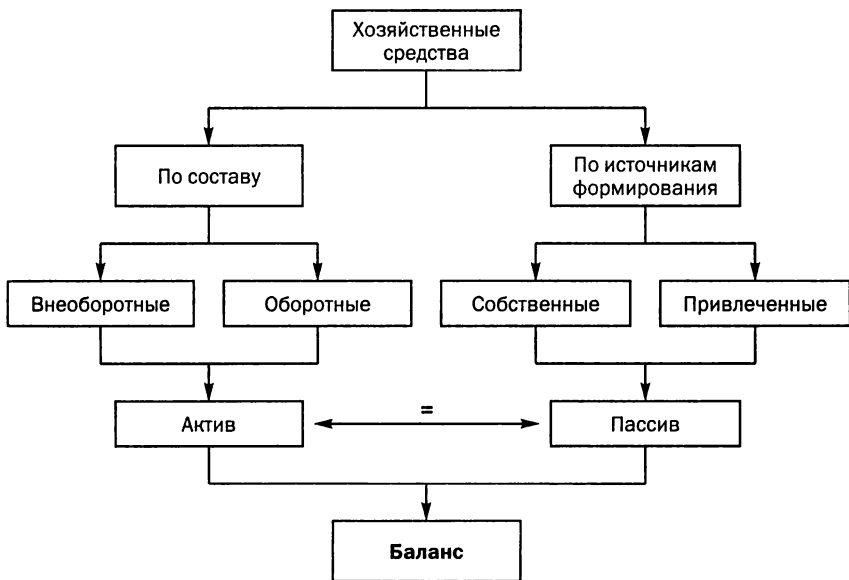 Хозяйственные
средства
По составу
По источникам
формирования
Внеоборотные
Оборотные
Собственные
Привлеченные
Актив
=
Пассив
Баланс